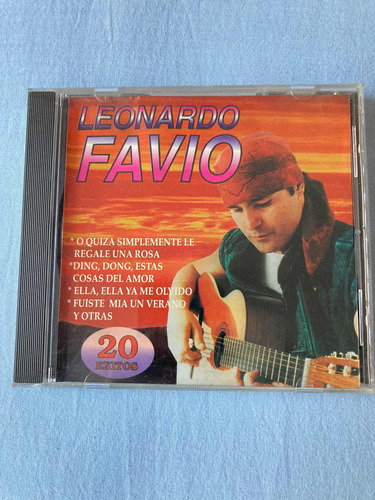 LEONARDO
FAVIO
* O QUIZA SIMPLEMENTE LE
REGALE UNA ROSA
*DING, DONG, ESTAS
COSAS DEL AMOR
* ELLA, ELLA YA ME OLVIDO
* FUISTE MIA UN VERANO
Y OTRAS
20
EXITOS